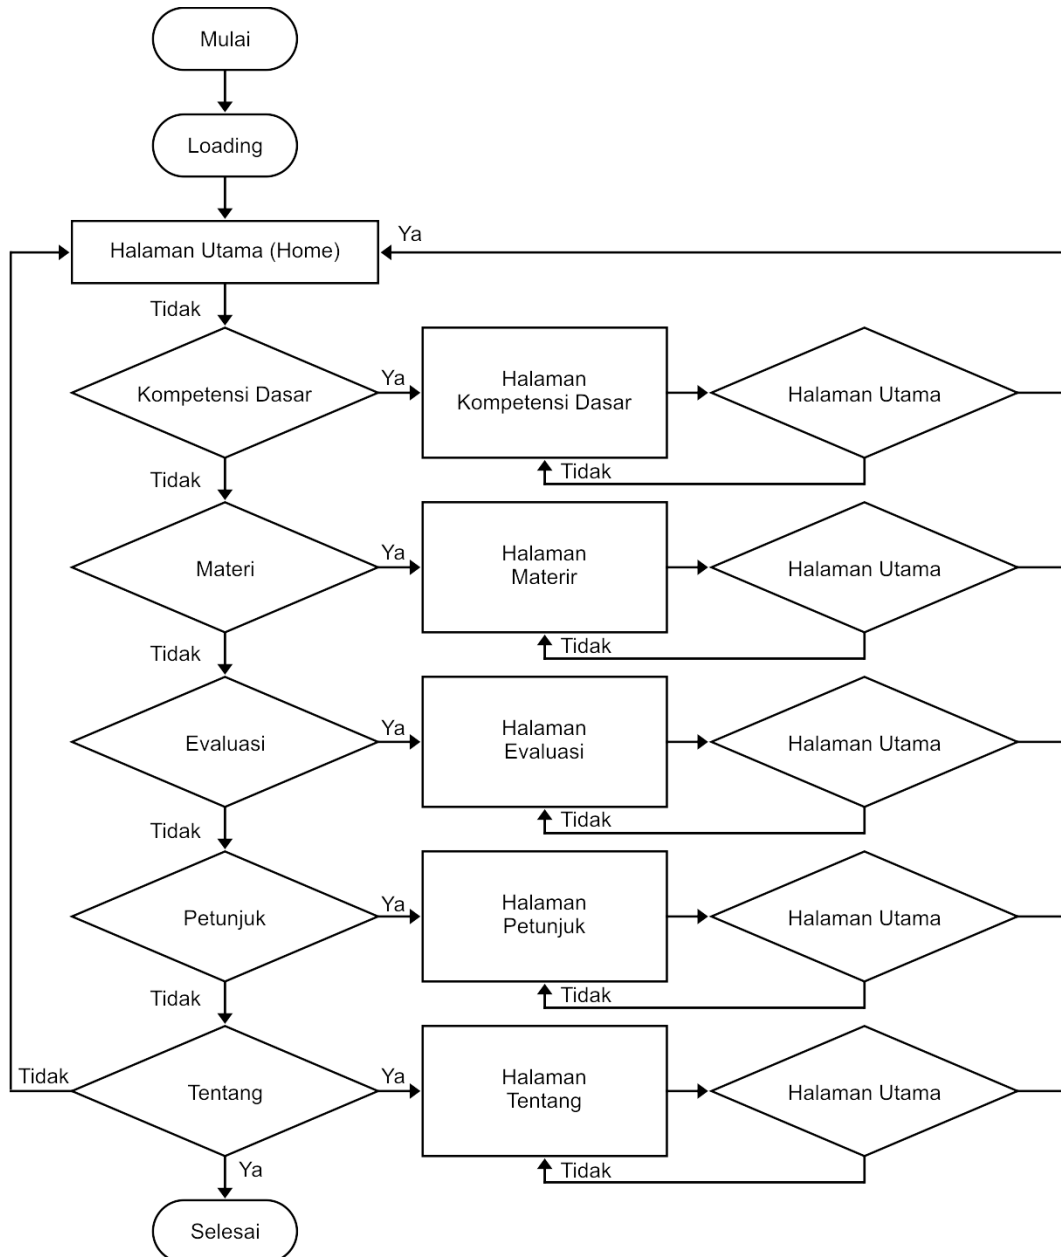 Mulai
Loading
Halaman Utama (Home)
Ya
Tidak
Kompetensi Dasar
Ya
Halaman
Kompetensi Dasar
Halaman Utama
Tidak
Tidak
Materi
Ya
Halaman
Materir
Halaman Utama
Tidak
Tidak
Evaluasi
Ya
Halaman
Evaluasi
Halaman Utama
Tidak
Tidak
Petunjuk
Ya
Halaman
Petunjuk
Halaman Utama
Tidak
Tidak
Tidak
Tentang
Ya
Halaman
Tentang
Halaman Utama
Ya
Tidak
Selesai